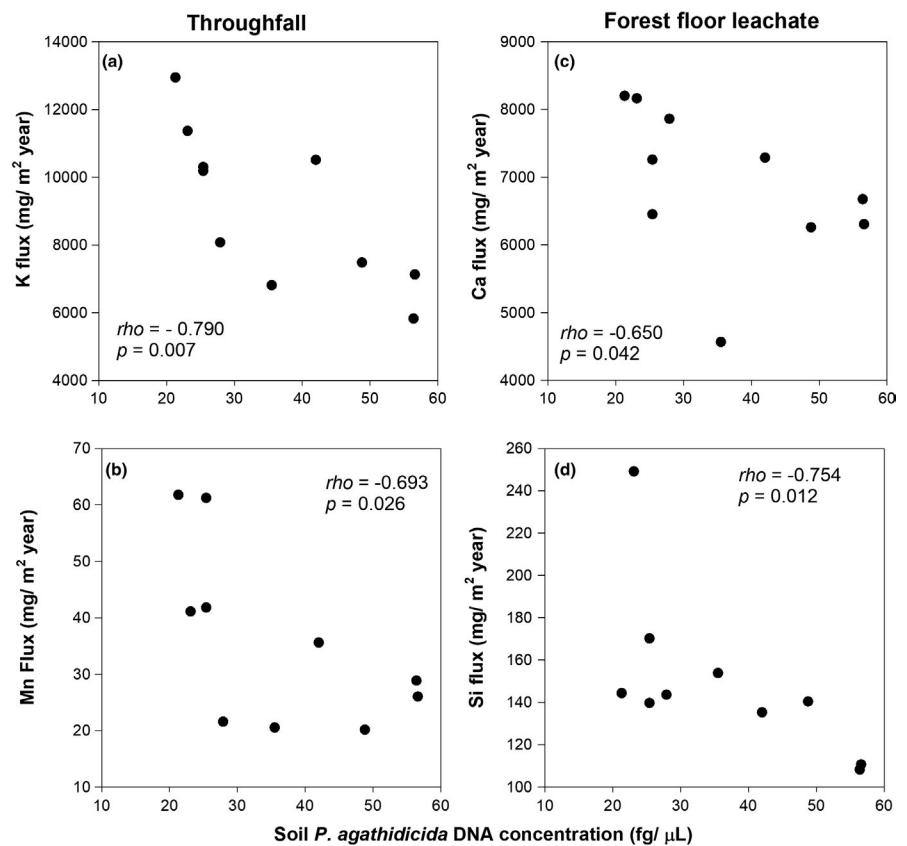 Throughfall
Forest floor leachate
(a)
14000
12000
10000
8000
6000
4000
K flux (mg/ m² year)
rho = - 0.790
p = 0.007
10 20 30 40 50 60
(c)
9000
8000
7000
6000
5000
4000
Ca flux (mg/ m² year)
rho = -0.650
p = 0.042
10 20 30 40 50 60
(b)
70
60
50
40
30
20
10
Mn Flux (mg/ m² year)
rho = -0.693
p = 0.026
10 20 30 40 50 60
(d)
260
240
220
200
180
160
140
120
100
Si flux (mg/ m² year)
rho = -0.754
p = 0.012
10 20 30 40 50 60
Soil P. agathidicida DNA concentration (fg/ μL)